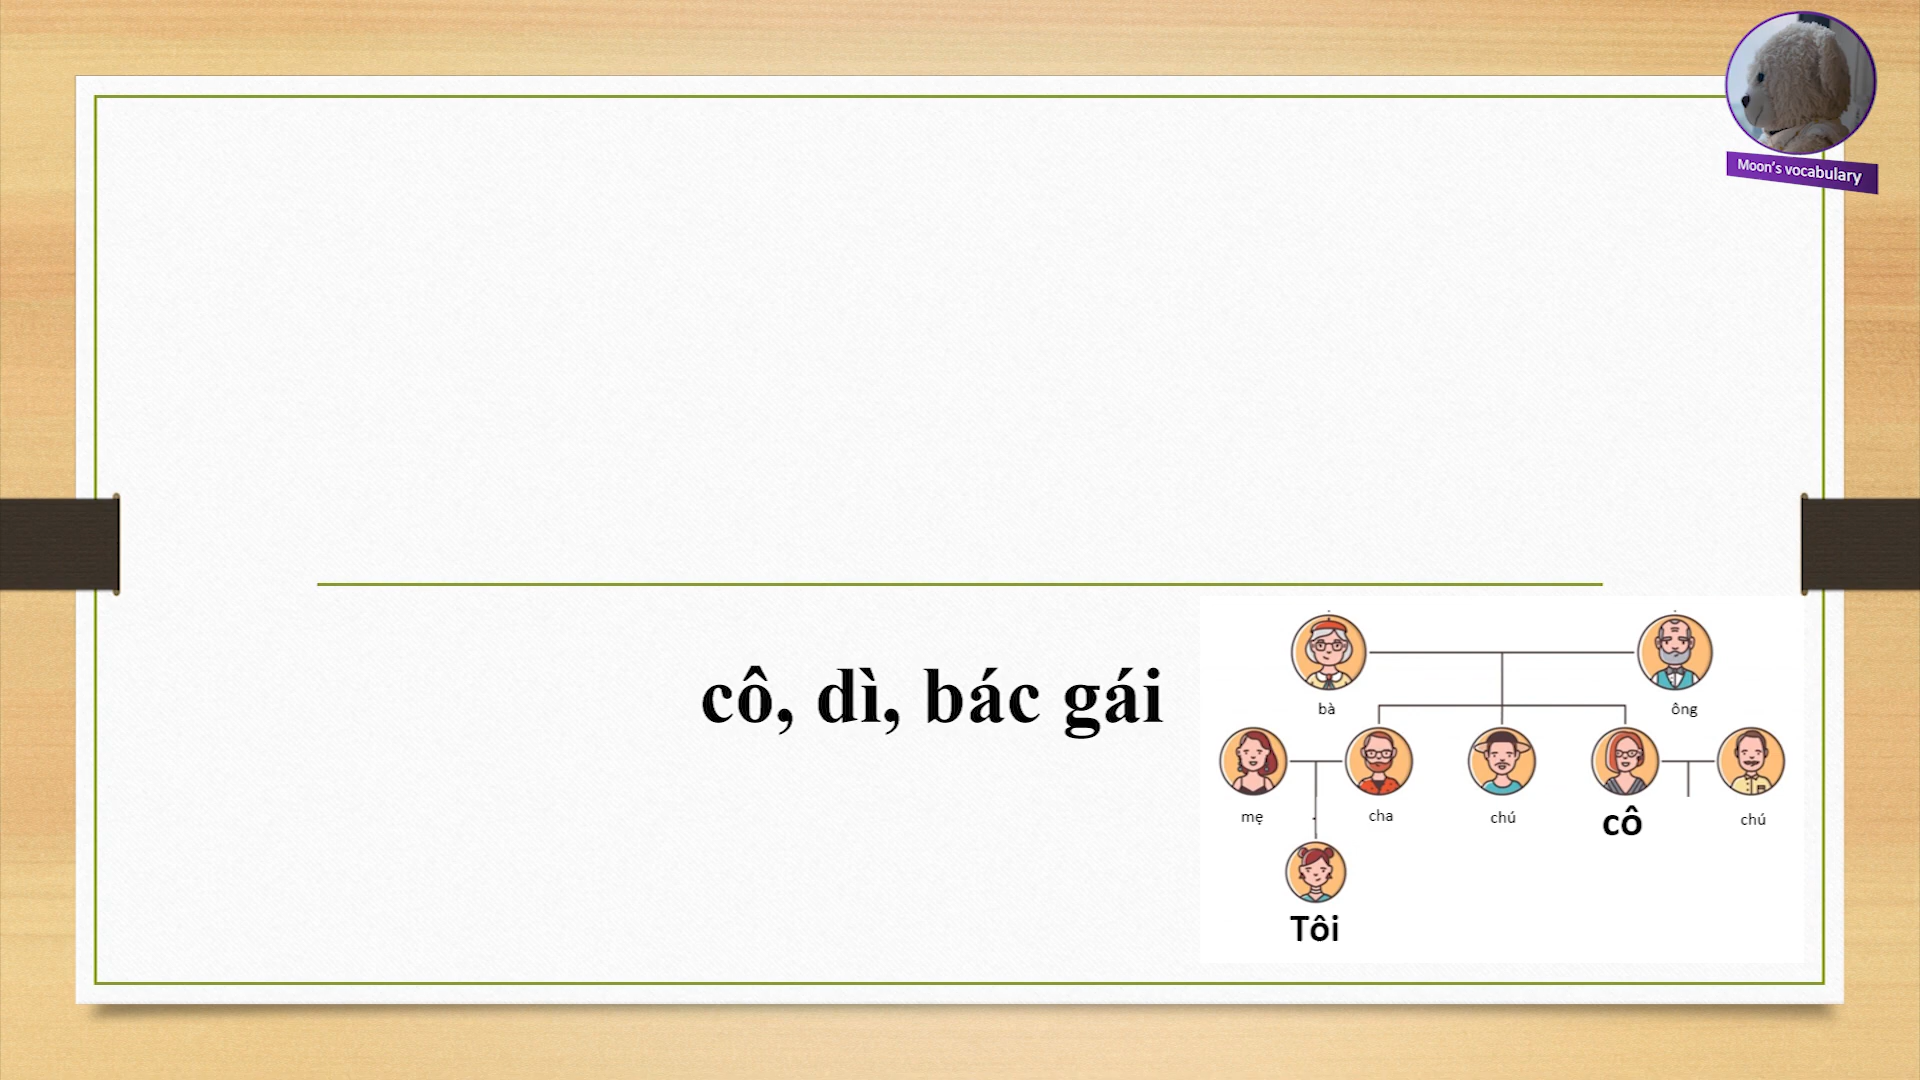 Moon's vocabulary
cô, dì, bác gái
bà
ông
mẹ
cha
chú
cô
chú
Tôi